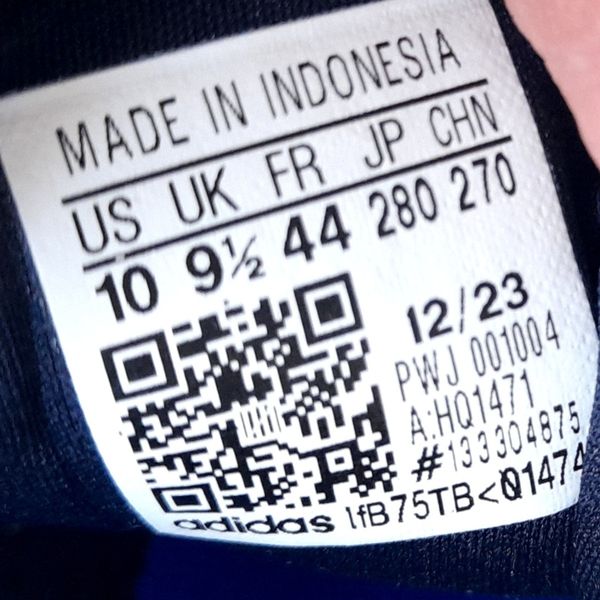 MADE IN INDONESIA
US UK FR JP CHN
10 9½ 44 280 270
12/23
PWJ 001004
A:HQ1471
#133304875
adidas lfB75TB<Q1474